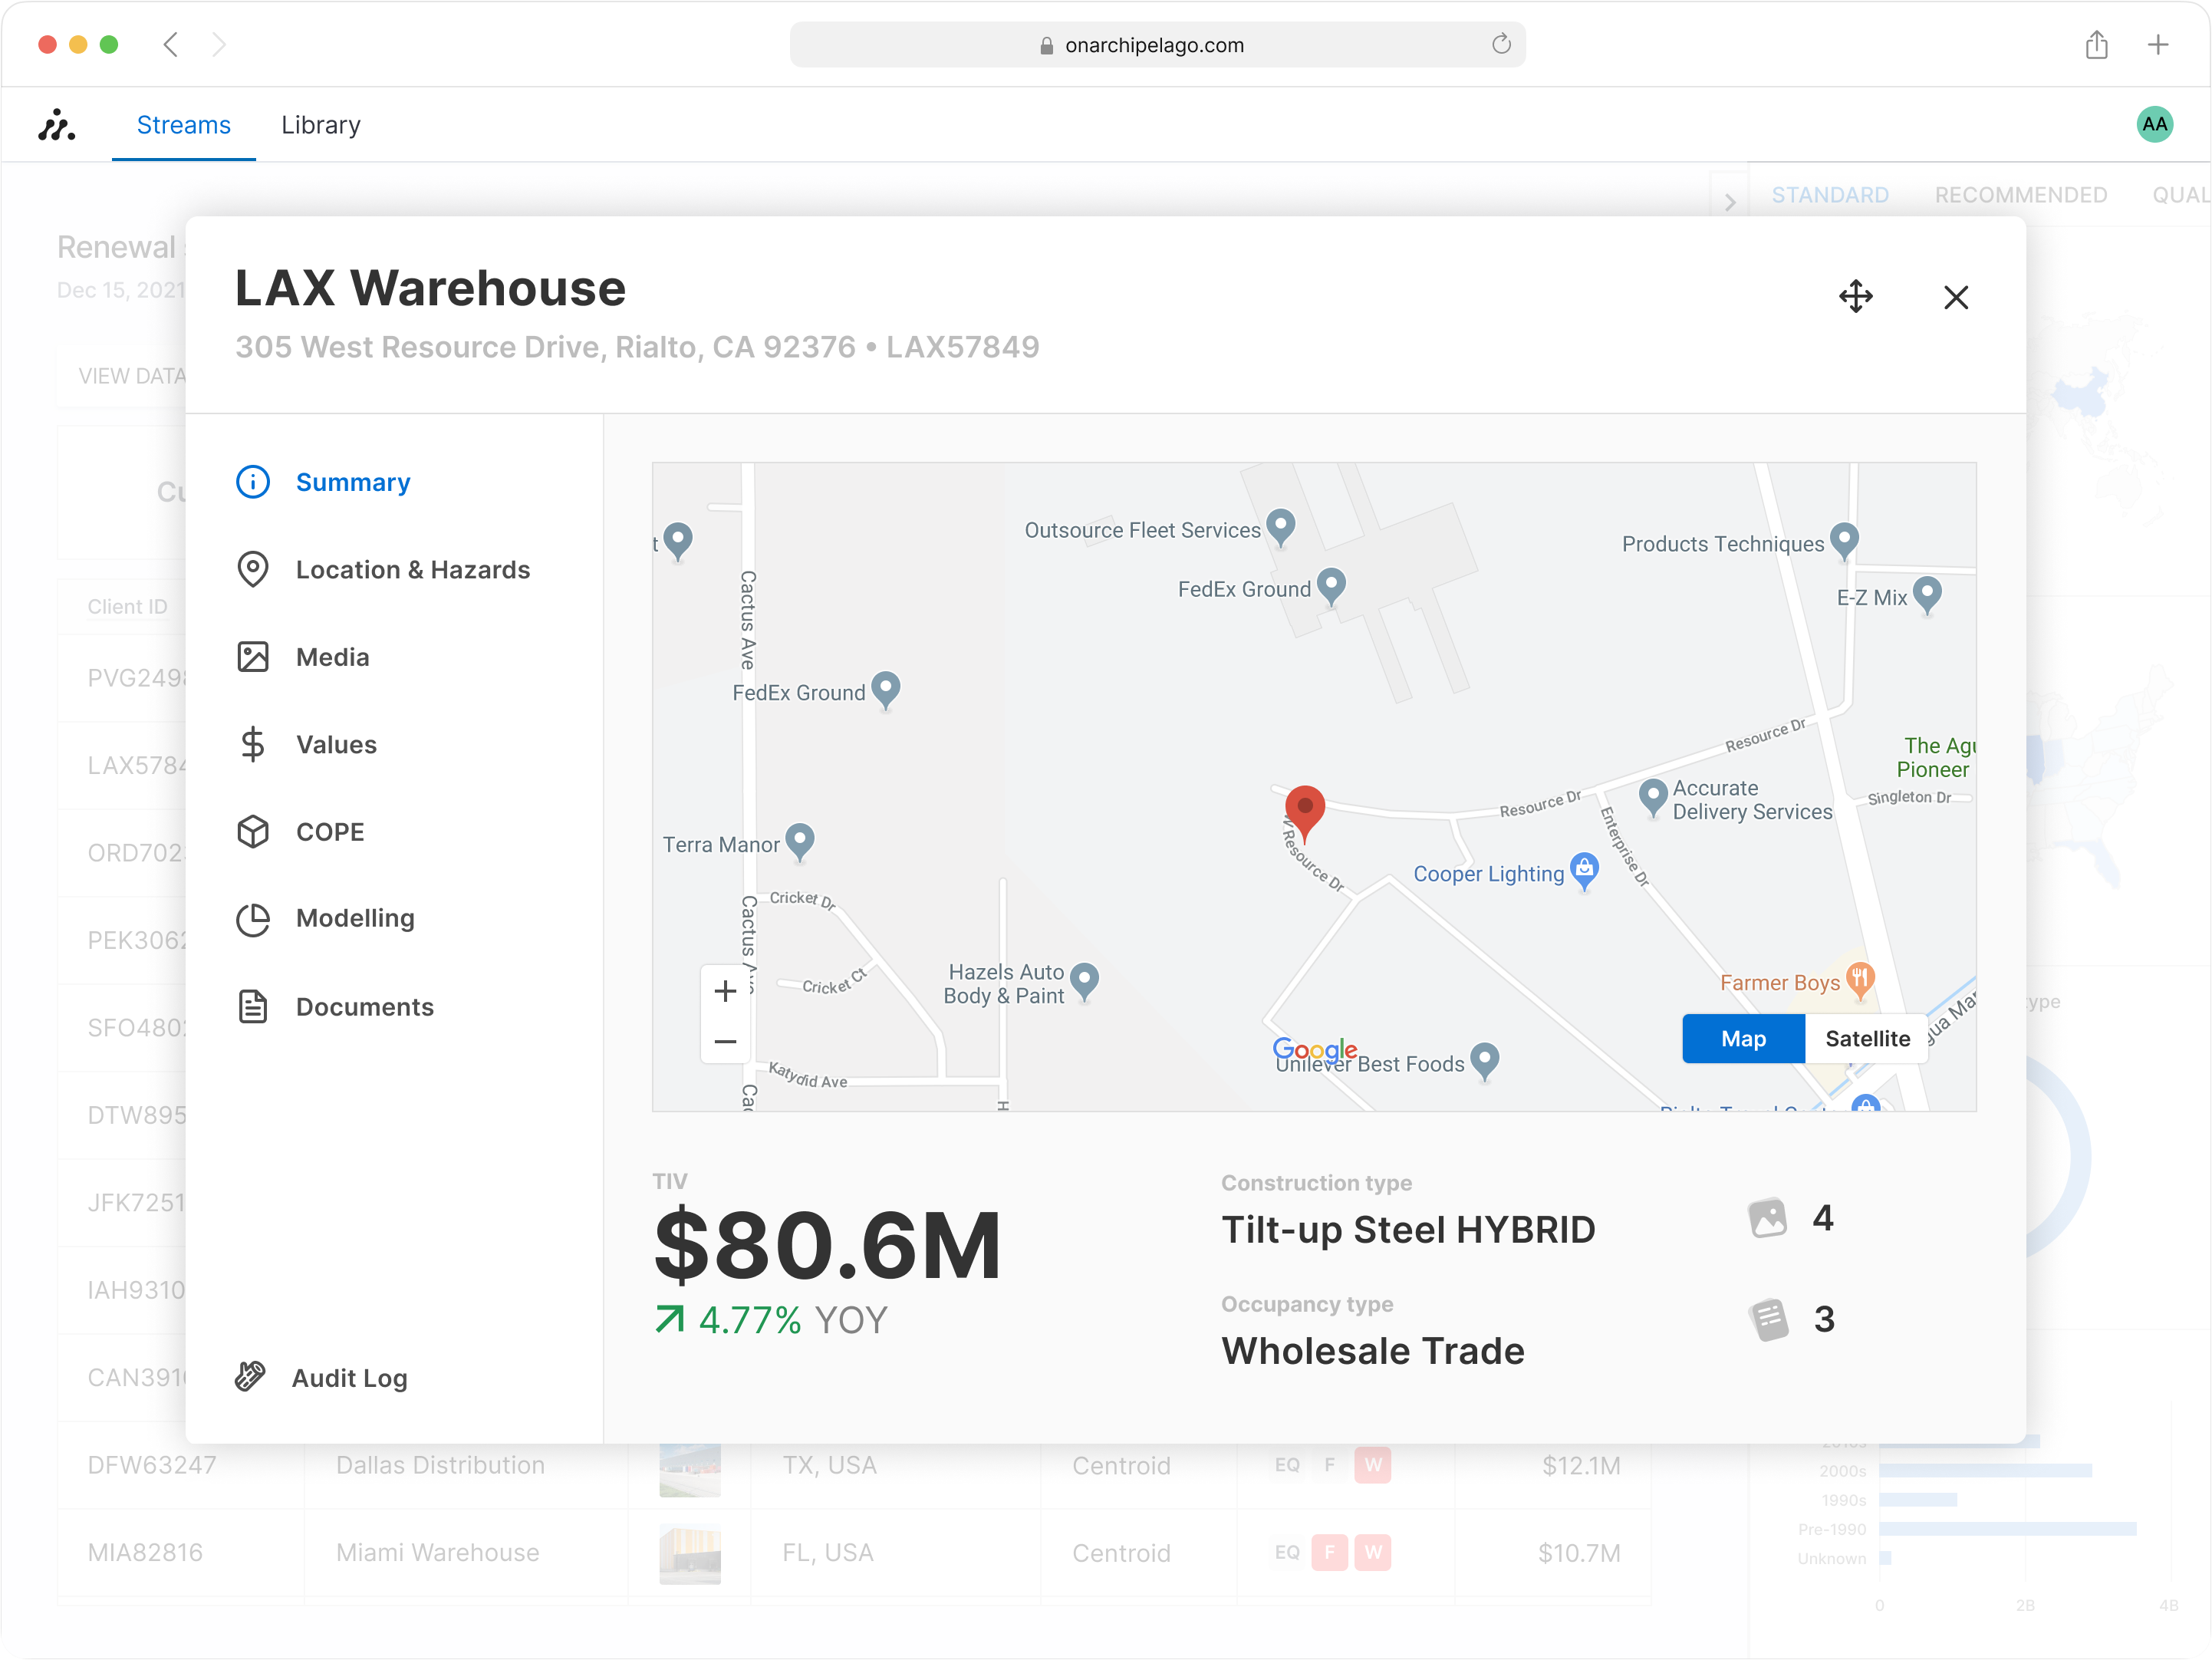 onarchipelago.com
Streams
Library
AA
STANDARD
RECOMMENDED
QUAL
Renewal
Dec 15, 2021
VIEW DATA
LAX Warehouse
305 West Resource Drive, Rialto, CA 92376 • LAX57849
Cu
Client ID
PVG2498
LAX5784
ORD702
PEK3062
SFO480
DTW895
JFK7251
IAH9310
CAN391
Summary
Location & Hazards
Media
Values
COPE
Modelling
Documents
Audit Log
t
Outsource Fleet Services
FedEx Ground
Products Techniques
E-Z Mix
Cactus Ave
FedEx Ground
Resource Dr
The Agu
Pioneer
Singleton Dr
Accurate
Delivery Services
Resource Dr
Enterprise Dr
W Resource Dr
Terra Manor
Cooper Lighting
Cricket Dr
Cactus Ave
Cricket Ct
Hazels Auto
Body & Paint
Farmer Boys
Map
Satellite
gua Man
Google
Unilever Best Foods
Katydid Ave
Cac
H
type
TIV
$80.6M
4.77% YOY
Construction type
Tilt-up Steel HYBRID
4
Occupancy type
Wholesale Trade
3
DFW63247
Dallas Distribution
TX, USA
Centroid
EQ F W
$12.1M
MIA82816
Miami Warehouse
FL, USA
Centroid
EQ F W
$10.7M
2010s
2000s
1990s
Pre-1990
Unknown
0
2B
4B